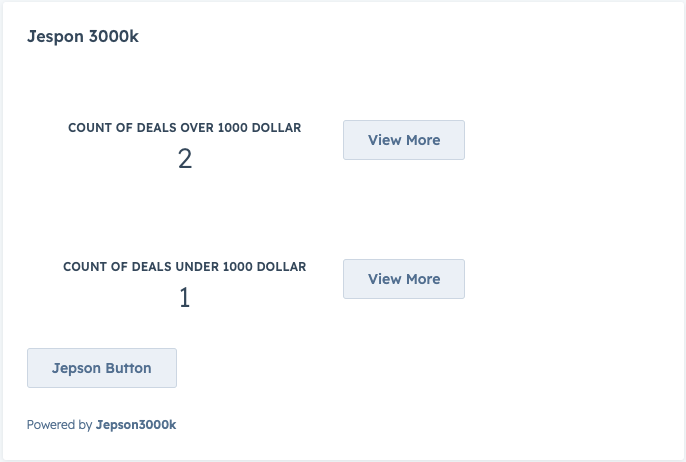 Jespon 3000k
COUNT OF DEALS OVER 1000 DOLLAR
View More
2
COUNT OF DEALS UNDER 1000 DOLLAR
View More
1
Jepson Button
Powered by Jepson3000k